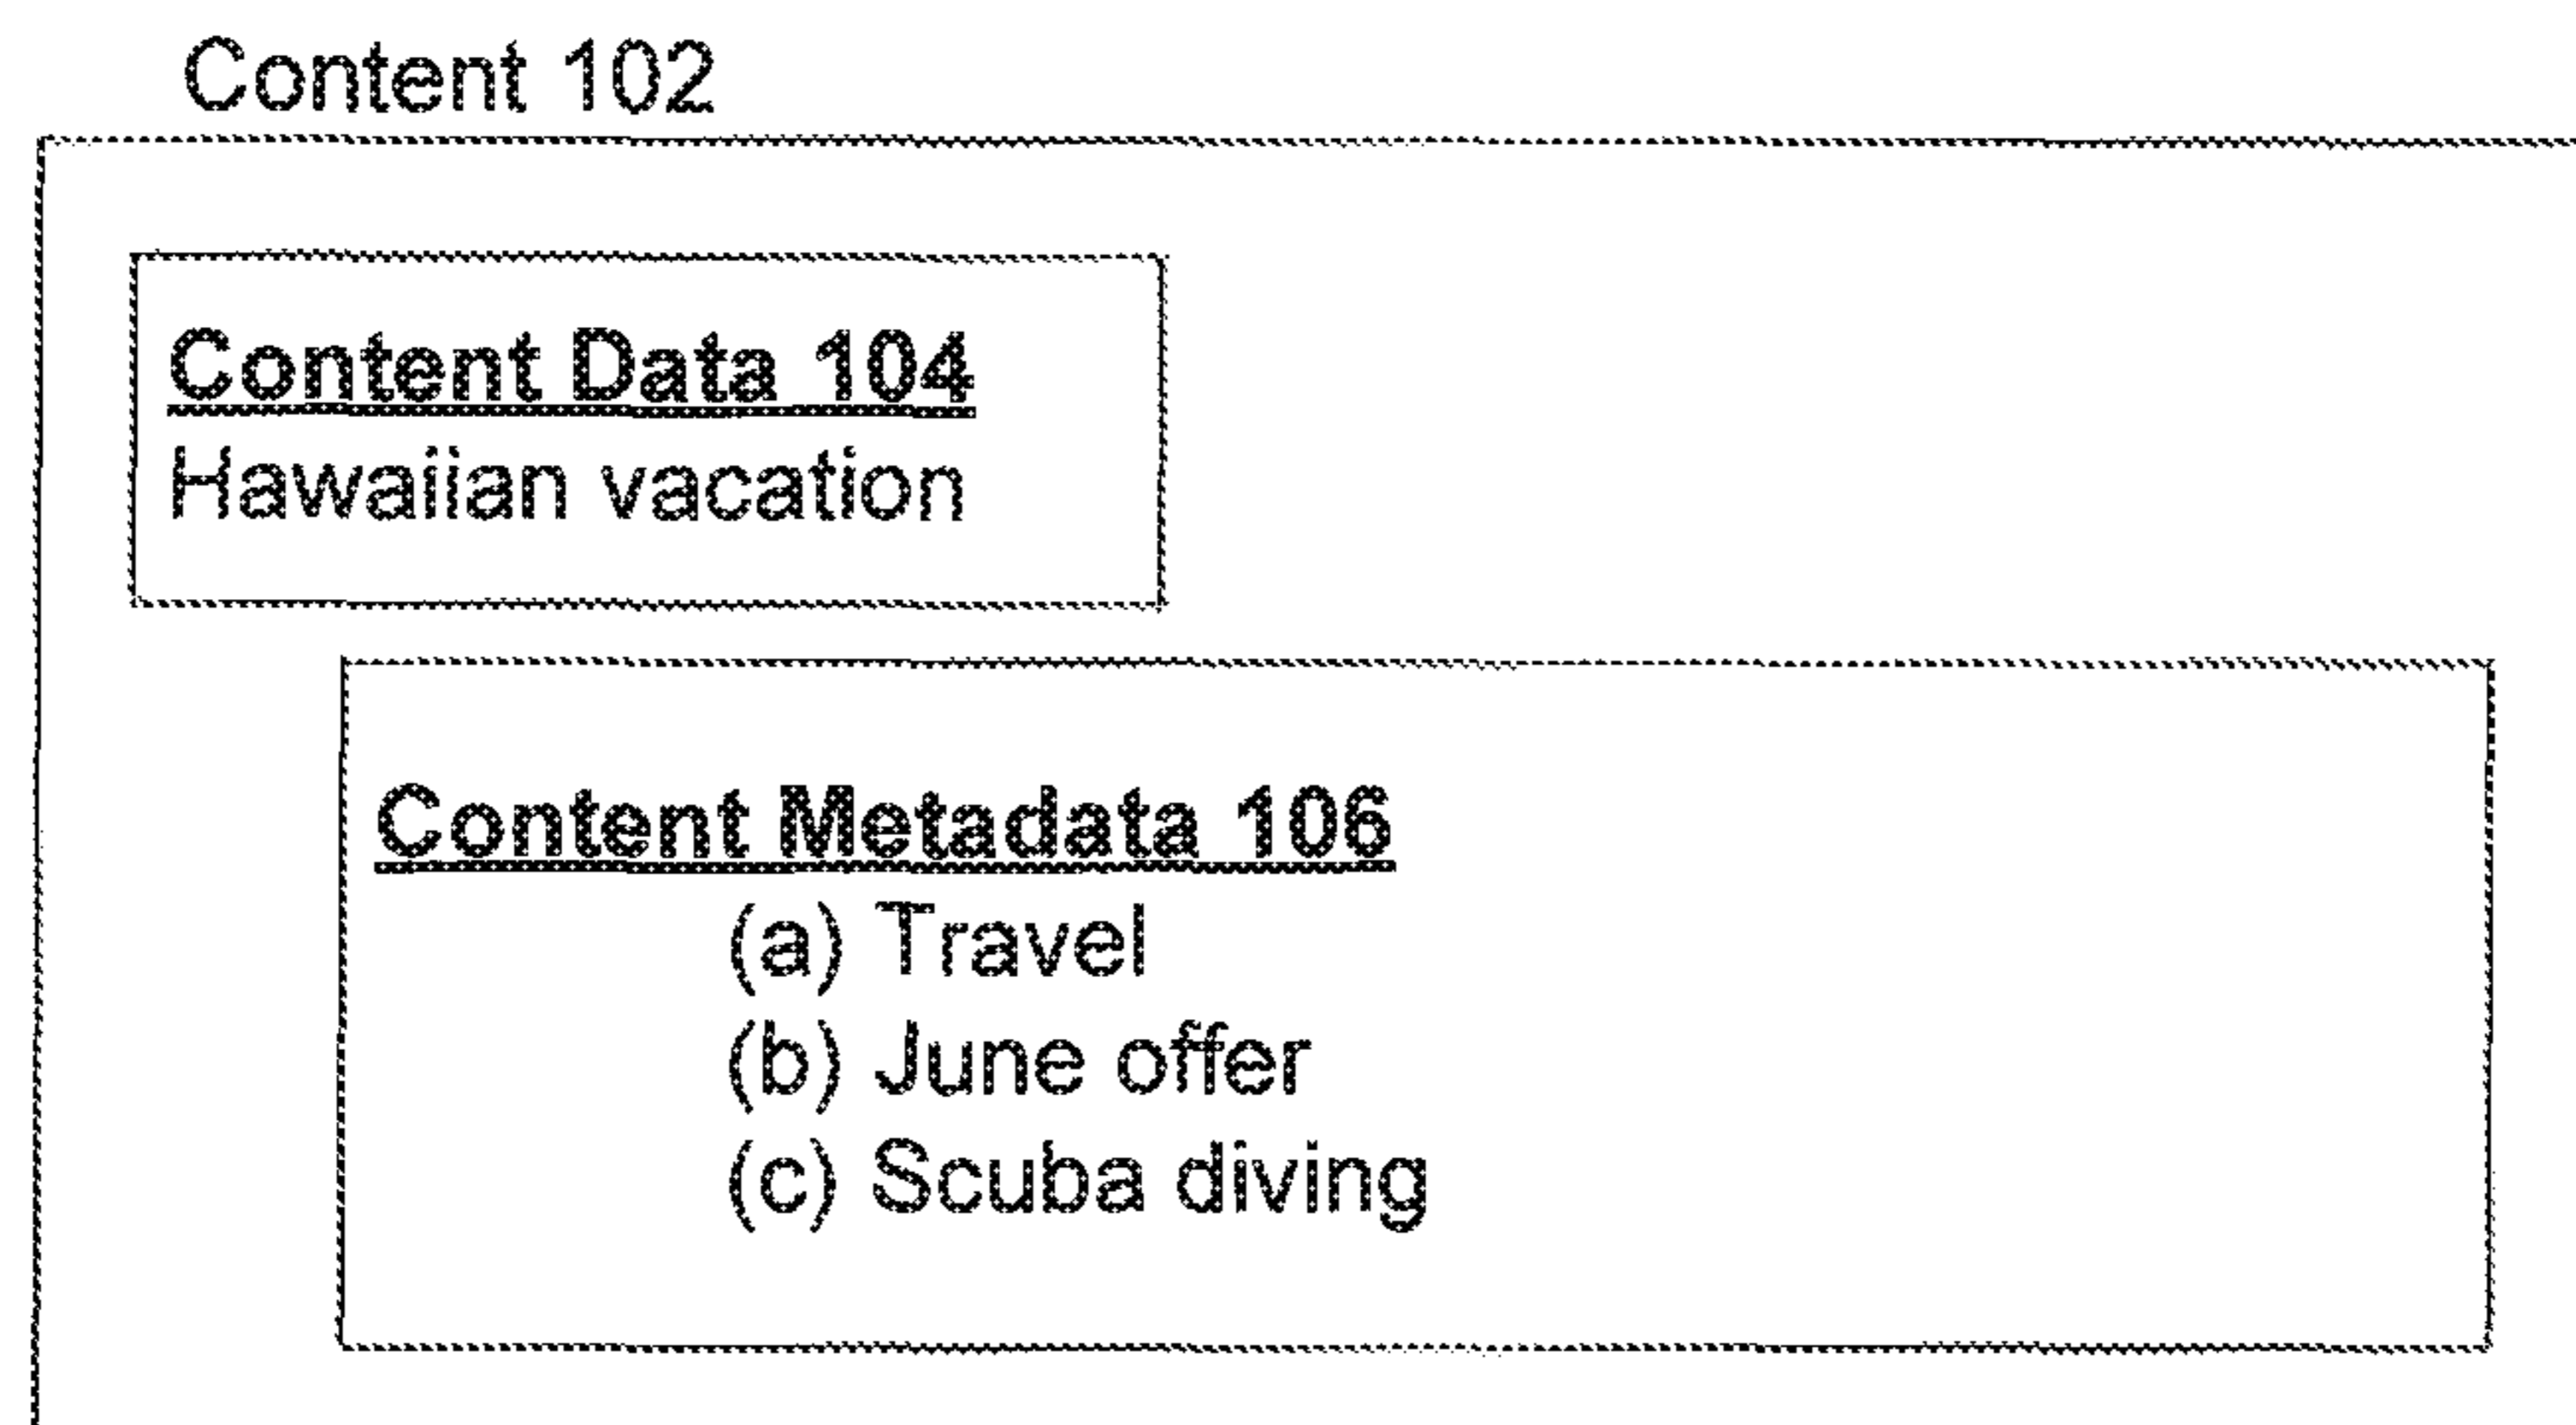 Content 102
Content Data 104
Hawaiian vacation
Content Metadata 106
(a) Travel
(b) June offer
(c) Scuba diving